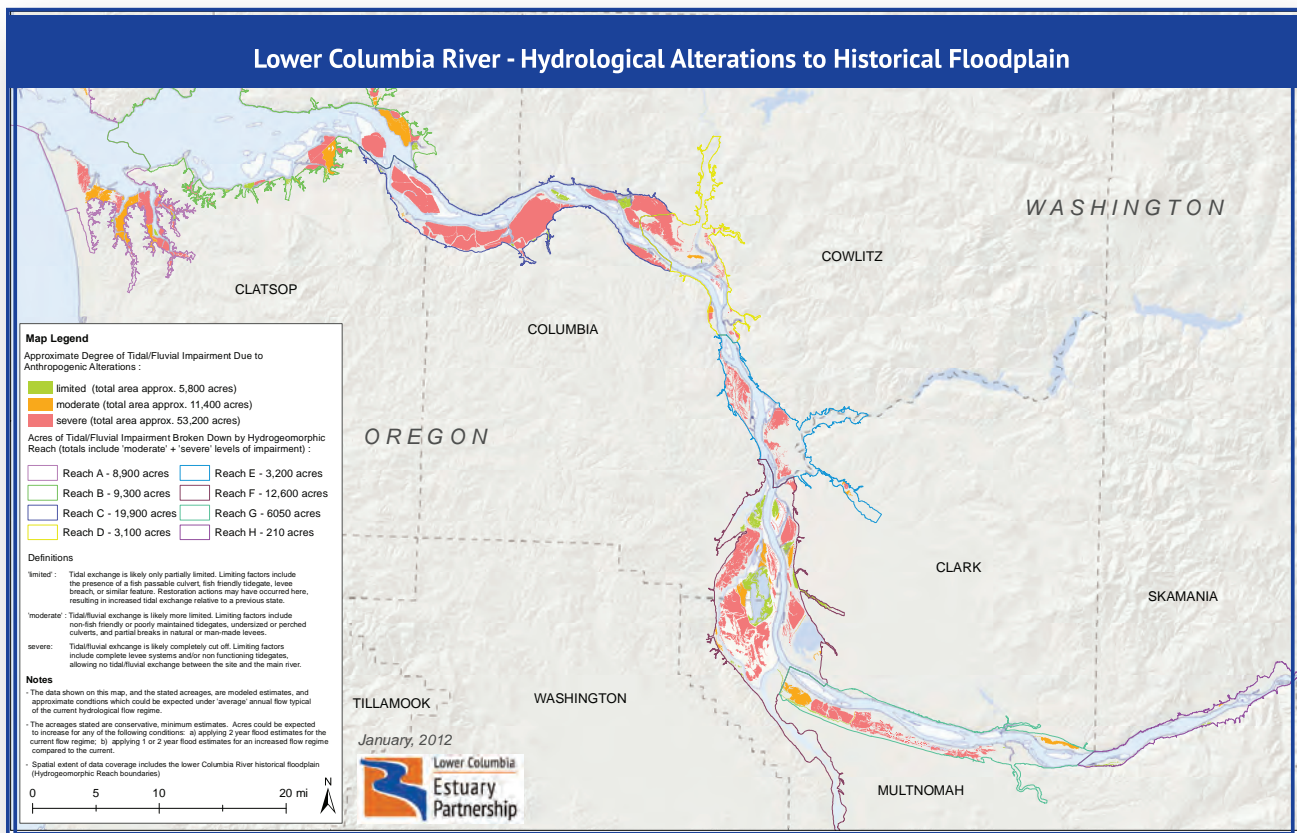 Lower Columbia River - Hydrological Alterations to Historical Floodplain
WASHINGTON
COWLITZ
CLATSOP
COLUMBIA
OREGON
CLARK
SKAMANIA
TILLAMOOK
WASHINGTON
MULTNOMAH
Map Legend
Approximate Degree of Tidal/Fluvial Impairment Due to
Anthropogenic Alterations :
limited (total area approx. 5,800 acres)
moderate (total area approx. 11,400 acres)
severe (total area approx. 53,200 acres)
Acres of Tidal/Fluvial Impairment Broken Down by Hydrogeomorphic
Reach (totals include 'moderate' + 'severe' levels of impairment) :
Reach A - 8,900 acres
Reach B - 9,300 acres
Reach C - 19,900 acres
Reach D - 3,100 acres
Reach E - 3,200 acres
Reach F - 12,600 acres
Reach G - 6050 acres
Reach H - 210 acres
Definitions
'limited' : Tidal exchange is likely only partially limited. Limiting factors include
the presence of a fish passable culvert, fish friendly tidegate, levee
breach, or similar feature. Restoration actions may have occurred here,
resulting in increased tidal exchange relative to a previous state.
'moderate' : Tidal/fluvial exchange is likely more limited. Limiting factors include
non-fish friendly or poorly maintained tidegates, undersized or perched
culverts, and partial breaks in natural or man-made levees.
severe: Tidal/fluvial exhcange is likely completely cut off. Limiting factors
include complete levee systems and/or non functioning tidegates,
allowing no tidal/fluvial exchange between the site and the main river.
Notes
- The data shown on this map, and the stated acreages, are modeled estimates, and
approximate condtions which could be expected under 'average' annual flow typical
of the current hydrological flow regime.
- The acreages stated are conservative, minimum estimates. Acres could be expected
to increase for any of the following conditions: a) applying 2 year flood estimates for the
current flow regime; b) applying 1 or 2 year flood estimates for an increased flow regime
compared to the current.
- Spatial extent of data coverage includes the lower Columbia River historical floodplain
(Hydrogeomorphic Reach boundaries)
0 5 10 20 mi
N
January, 2012
Lower Columbia
Estuary
Partnership